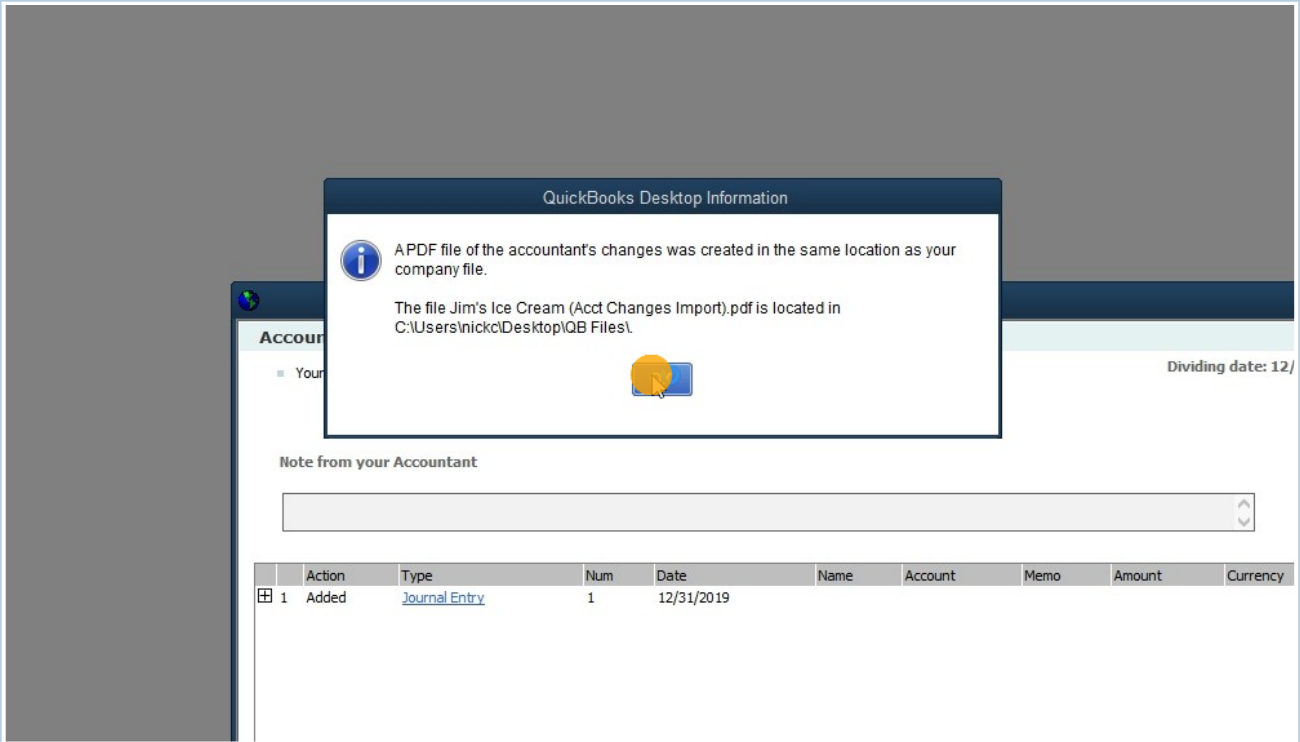 QuickBooks Desktop Information
A PDF file of the accountant's changes was created in the same location as your
company file.
The file Jim's Ice Cream (Acct Changes Import).pdf is located in
C:\Users\nickc\Desktop\QB Files\.
Accour
Your
Dividing date: 12/
Note from your Accountant
Action Type Num Date Name Account Memo Amount Currency
1 Added Journal Entry 1 12/31/2019